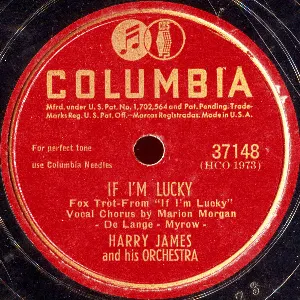 COLUMBIA
Mfrd. under U.S. Pat. No. 1,702,564 and Pat. Pending. Trade-
Marks Reg. U.S. Pat. Off.—Marcas Registradas. Made in U.S.A.
For perfect tone
use Columbia Needles
37148
(HCO 1973)
IF I'M LUCKY
Fox Trot-From "If I'm Lucky"
Vocal Chorus by Marion Morgan
- De Lange - Myrow -
HARRY JAMES
and his ORCHESTRA